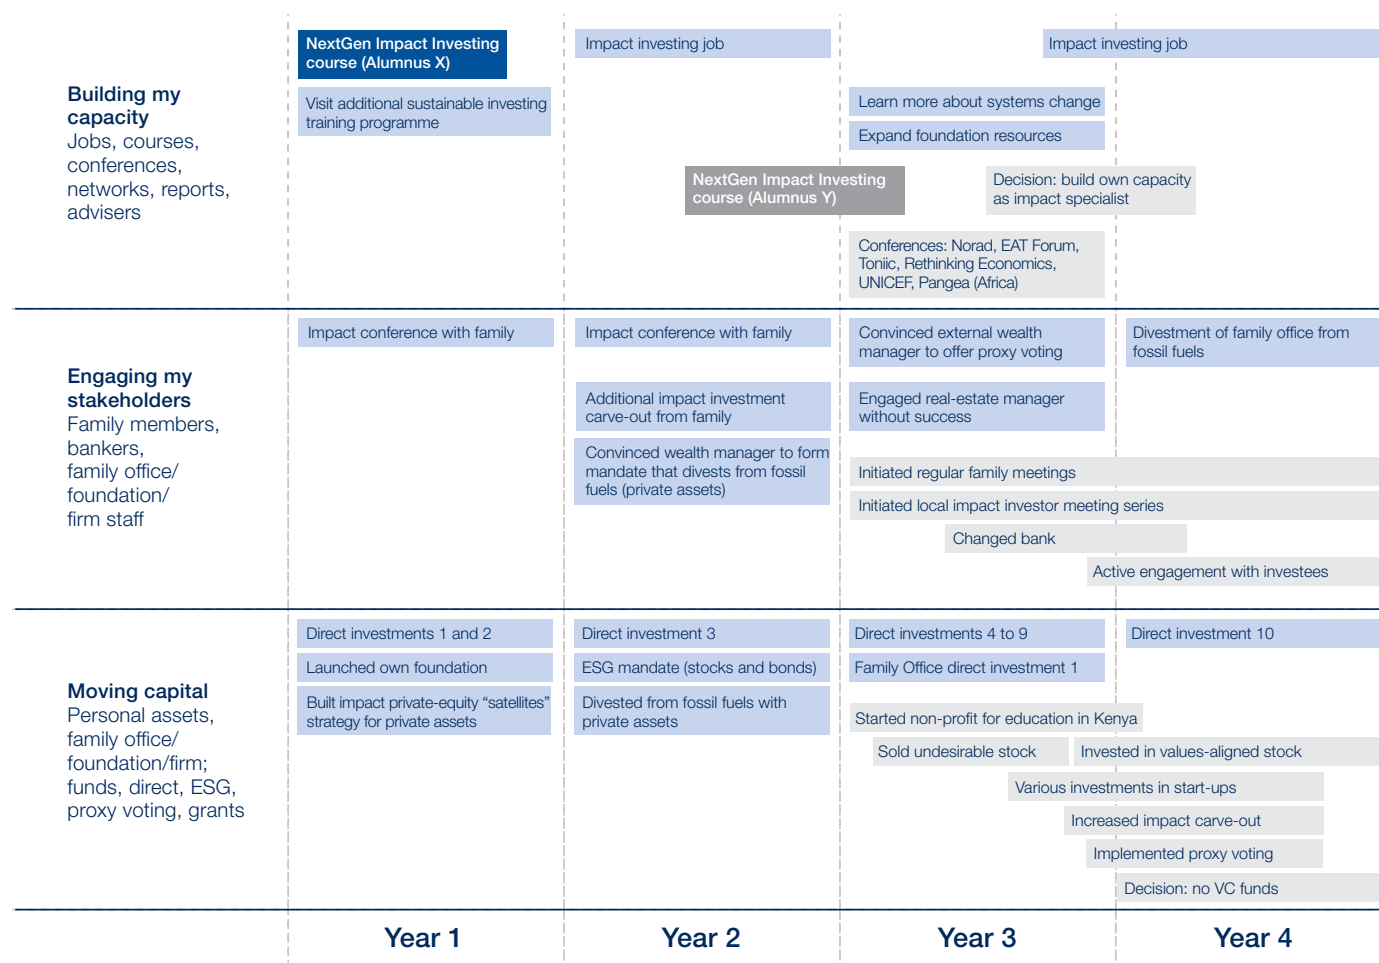 Building my
capacity
Jobs, courses,
conferences,
networks, reports,
advisers
NextGen Impact Investing
course (Alumnus X)
Visit additional sustainable investing
training programme
Impact investing job
NextGen Impact Investing
course (Alumnus Y)
Learn more about systems change
Expand foundation resources
Conferences: Norad, EAT Forum,
Toniic, Rethinking Economics,
UNICEF, Pangea (Africa)
Impact investing job
Decision: build own capacity
as impact specialist
Engaging my
stakeholders
Family members,
bankers,
family office/
foundation/
firm staff
Impact conference with family
Impact conference with family
Additional impact investment
carve-out from family
Convinced wealth manager to form
mandate that divests from fossil
fuels (private assets)
Convinced external wealth
manager to offer proxy voting
Engaged real-estate manager
without success
Divestment of family office from
fossil fuels
Initiated regular family meetings
Initiated local impact investor meeting series
Changed bank
Active engagement with investees
Moving capital
Personal assets,
family office/
foundation/firm;
funds, direct, ESG,
proxy voting, grants
Direct investments 1 and 2
Launched own foundation
Built impact private-equity “satellites”
strategy for private assets
Direct investment 3
ESG mandate (stocks and bonds)
Divested from fossil fuels with
private assets
Direct investments 4 to 9
Family Office direct investment 1
Direct investment 10
Started non-profit for education in Kenya
Sold undesirable stock
Invested in values-aligned stock
Various investments in start-ups
Increased impact carve-out
Implemented proxy voting
Decision: no VC funds
Year 1
Year 2
Year 3
Year 4